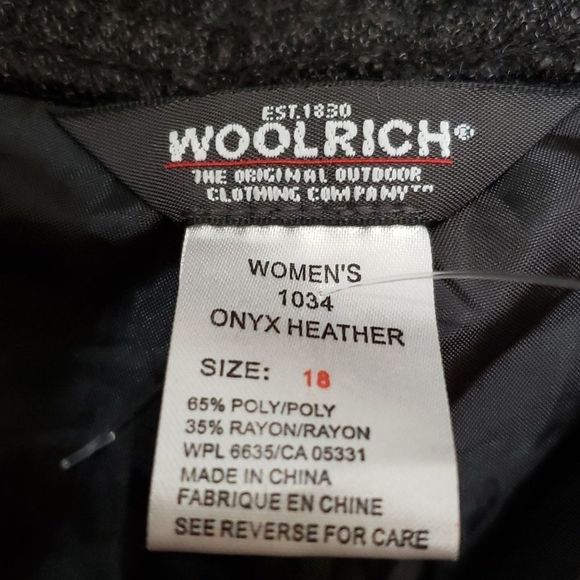 EST.1830
WOOLRICH®
THE ORIGINAL OUTDOOR
CLOTHING COMPANY™
WOMEN'S
1034
ONYX HEATHER
SIZE: 18
65% POLY/POLY
35% RAYON/RAYON
WPL 6635/CA 05331
MADE IN CHINA
FABRIQUE EN CHINE
SEE REVERSE FOR CARE